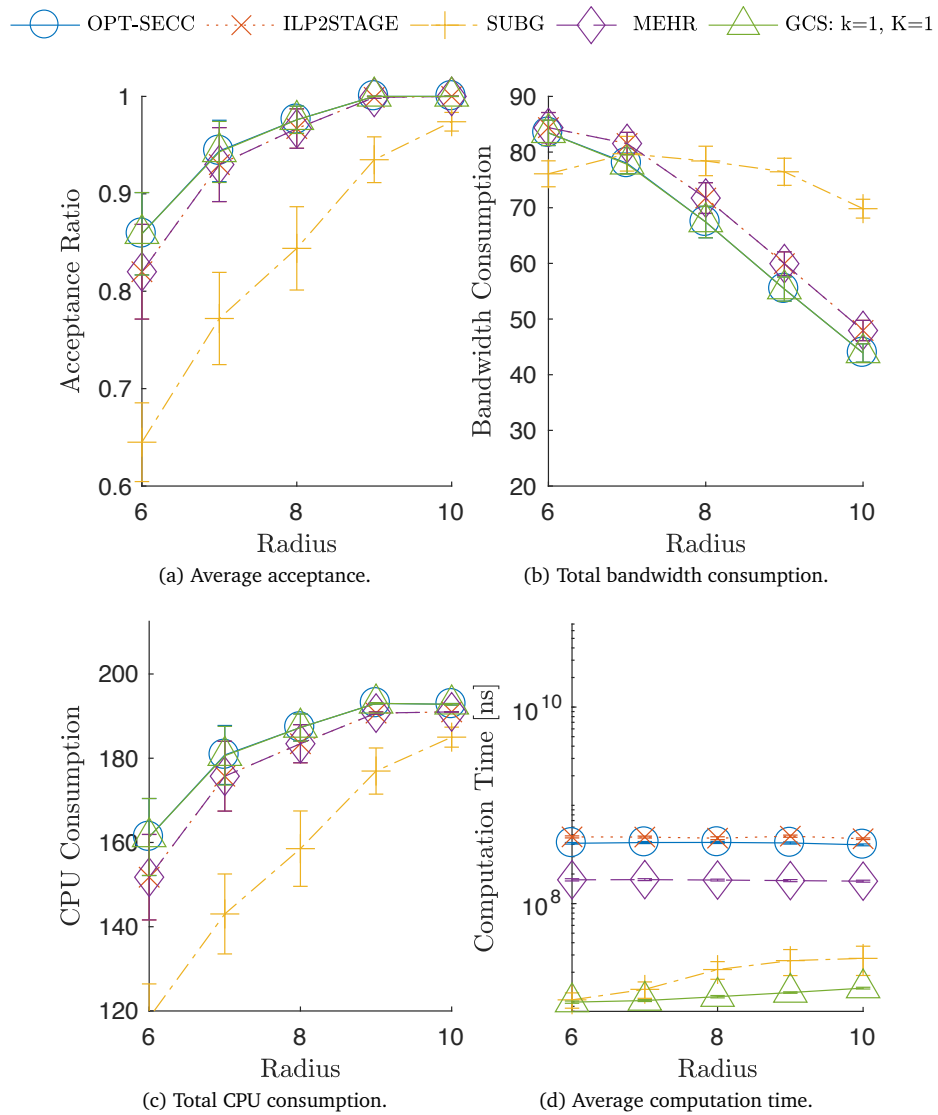 OPT-SECC ILP2STAGE SUBG MEHR GCS: k=1, K=1
1
0.9
0.8
0.7
0.6
6 8 10
Acceptance Ratio
Radius
(a) Average acceptance.
90
80
70
60
50
40
30
20
6 8 10
Bandwidth Consumption
Radius
(b) Total bandwidth consumption.
200
180
160
140
120
6 8 10
CPU Consumption
Radius
(c) Total CPU consumption.
10^10
10^8
6 8 10
Computation Time [ns]
Radius
(d) Average computation time.